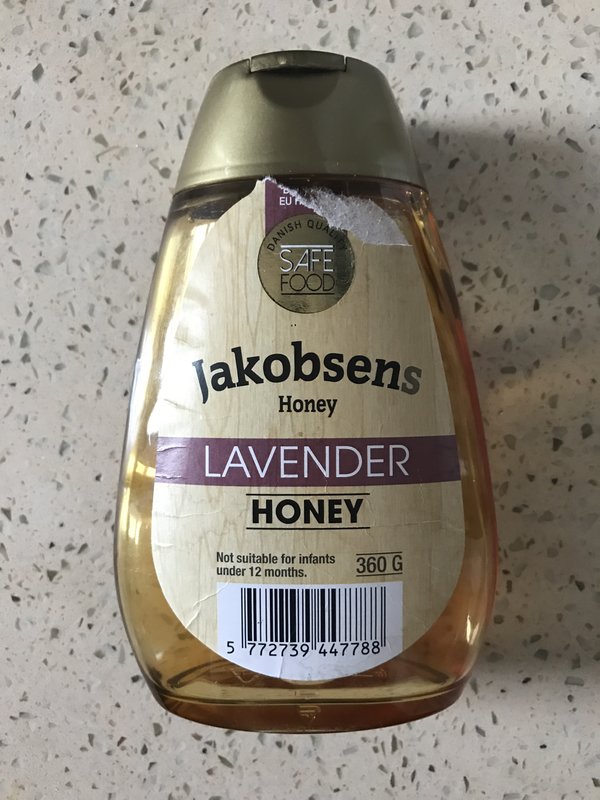 EU
DANISH QUALITY
SAFE
FOOD
Jakobsens
Honey
LAVENDER
HONEY
Not suitable for infants
under 12 months.
360 G
5 772739 447788